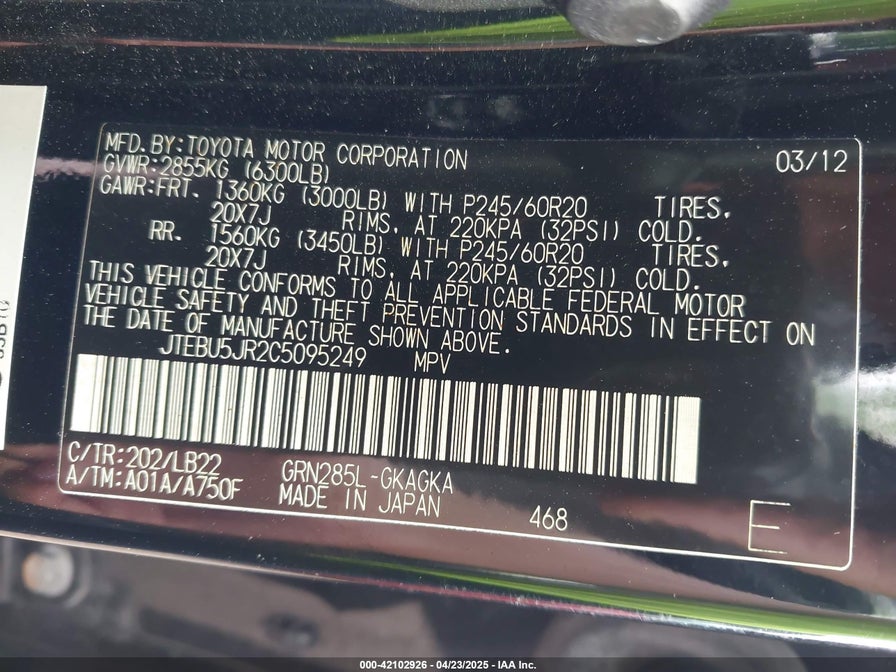 MFD. BY: TOYOTA MOTOR CORPORATION 03/12
GVWR: 2855KG (6300LB)
GAWR: FRT. 1360KG (3000LB) WITH P245/60R20 TIRES,
20X7J RIMS, AT 220KPA (32PSI) COLD.
RR. 1560KG (3450LB) WITH P245/60R20 TIRES,
20X7J RIMS, AT 220KPA (32PSI) COLD.
THIS VEHICLE CONFORMS TO ALL APPLICABLE FEDERAL MOTOR
VEHICLE SAFETY AND THEFT PREVENTION STANDARDS IN EFFECT ON
THE DATE OF MANUFACTURE SHOWN ABOVE.
JTEBU5JR2C5095249 MPV
C/TR: 202/LB22 GRN285L-GKAGKA
A/TM: A01A/A750F MADE IN JAPAN 468 E
000-42102926 - 04/23/2025 - IAA Inc.